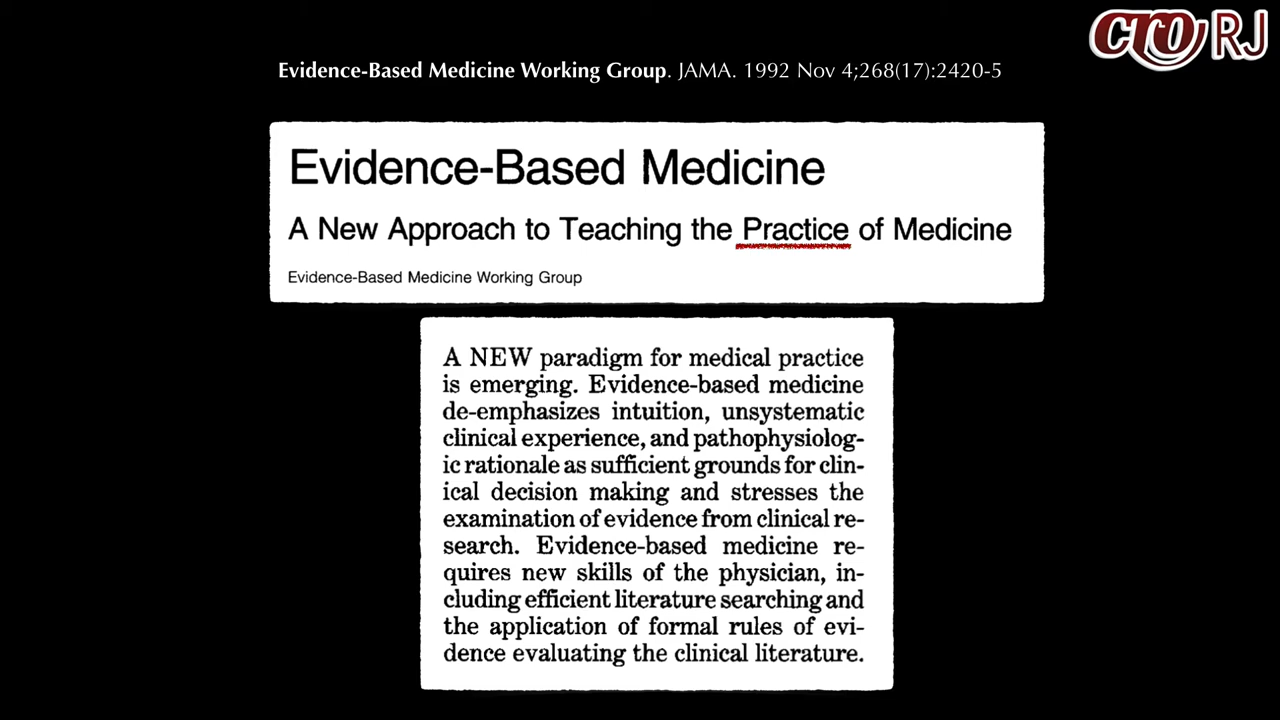 CTO RJ
Evidence-Based Medicine Working Group. JAMA. 1992 Nov 4;268(17):2420-5
Evidence-Based Medicine
A New Approach to Teaching the Practice of Medicine
Evidence-Based Medicine Working Group
A NEW paradigm for medical practice
is emerging. Evidence-based medicine
de-emphasizes intuition, unsystematic
clinical experience, and pathophysiolog-
ic rationale as sufficient grounds for clin-
ical decision making and stresses the
examination of evidence from clinical re-
search. Evidence-based medicine re-
quires new skills of the physician, in-
cluding efficient literature searching and
the application of formal rules of evi-
dence evaluating the clinical literature.